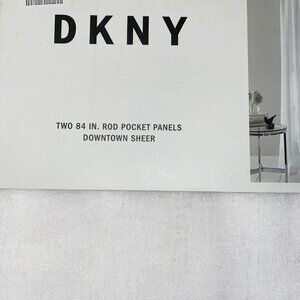 DKNY
TWO 84 IN. ROD POCKET PANELS
DOWNTOWN SHEER